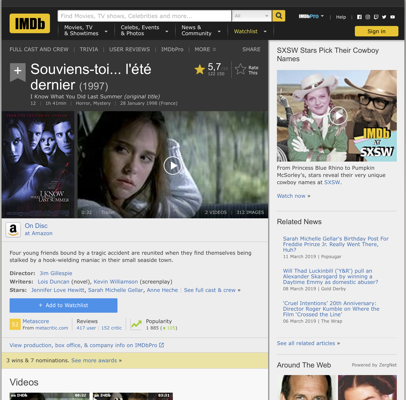 IMDb
Find Movies, TV shows, Celebrities and more...
All
IMDbPro
Help
Movies, TV
& Showtimes
Celebs, Events
& Photos
News &
Community
Watchlist
Sign in
FULL CAST AND CREW | TRIVIA | USER REVIEWS | IMDbPro | MORE
SHARE
Souviens-toi... l'été
dernier (1997)
5,7
Rate
This
I Know What You Did Last Summer (original title)
12 | 1h 41min | Horror, Mystery | 28 January 1998 (France)
I KNOW
0:31 Trailer
2 VIDEOS | 312 IMAGES
On Disc
at Amazon
Four young friends bound by a tragic accident are reunited when they find themselves being
stalked by a hook-wielding maniac in their small seaside town.
Director: Jim Gillespie
Writers: Lois Duncan (novel), Kevin Williamson (screenplay)
Stars: Jennifer Love Hewitt, Sarah Michelle Gellar, Anne Heche | See full cast & crew »
+ Add to Watchlist
Metascore
From metacritic.com
Reviews
417 user | 152 critic
Popularity
View production, box office, & company info on IMDbPro
3 wins & 7 nominations. See more awards »
Videos
SXSW Stars Pick Their Cowboy
Names
IMDb
AT
SXSW
From Princess Blue Rhino to Pumpkin
McSorley's, stars reveal their very
unique cowboy names at SXSW.
Watch now »
Related News
Sarah Michelle Gellar's Birthday Post For
Freddie Prinze Jr. Really Went There,
Huh?
11 March 2019 | Popsugar
Will Thad Luckinbill ('Y&R') pull an
Alexander Skarsgard by winning a
Daytime Emmy as domestic abuser?
08 March 2019 | Gold Derby
'Cruel Intentions' 20th Anniversary:
Director Roger Kumble on Where the
Film 'Crossed the Line'
06 March 2019 | The Wrap
See all related articles »
Around The Web
Powered by ZergNet